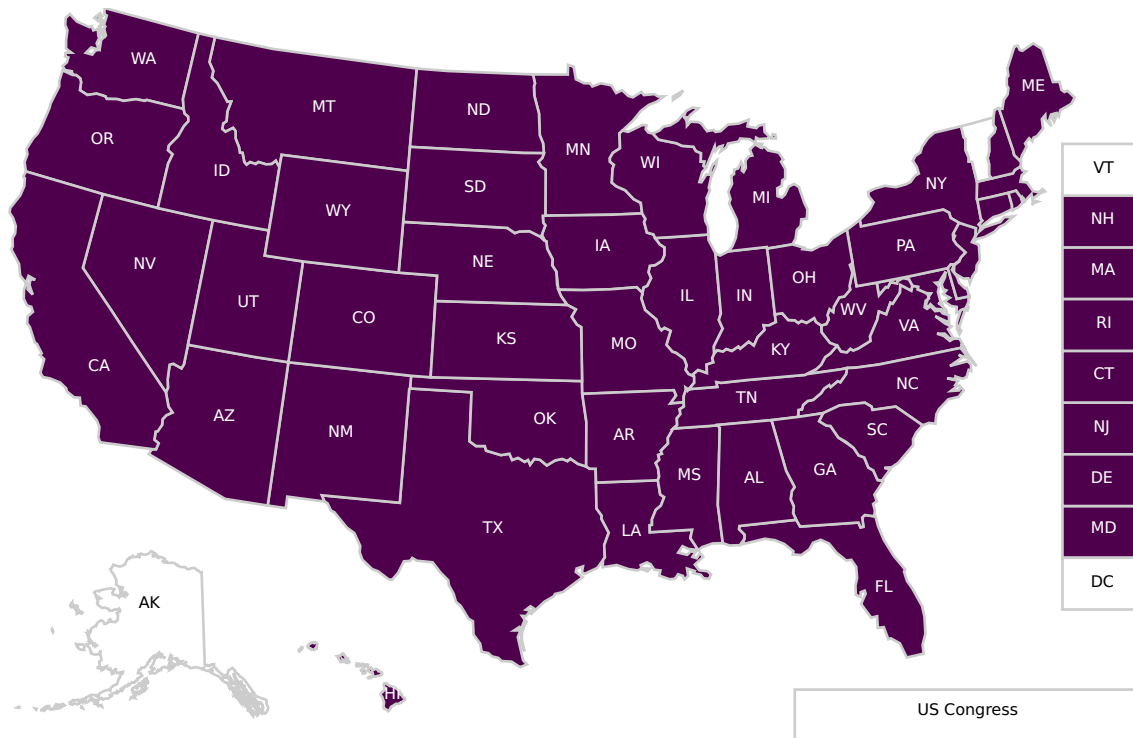 WA
MT
ND
MN
ME
OR
ID
SD
WI
MI
NY
VT
WY
NH
NV
UT
CO
NE
IA
IL
IN
OH
PA
MA
CA
KS
MO
KY
WV
VA
RI
AZ
NM
OK
AR
TN
NC
SC
CT
TX
LA
MS
AL
GA
NJ
DE
MD
FL
DC
AK
HI
US Congress